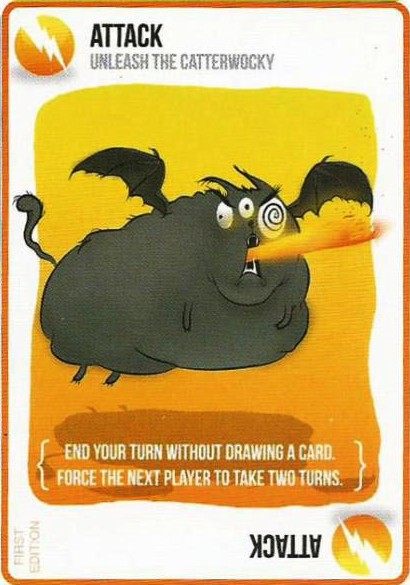 ATTACK
UNLEASH THE CATTERWOCKY
END YOUR TURN WITHOUT DRAWING A CARD.
FORCE THE NEXT PLAYER TO TAKE TWO TURNS.
FIRST
EDITION
ATTACK